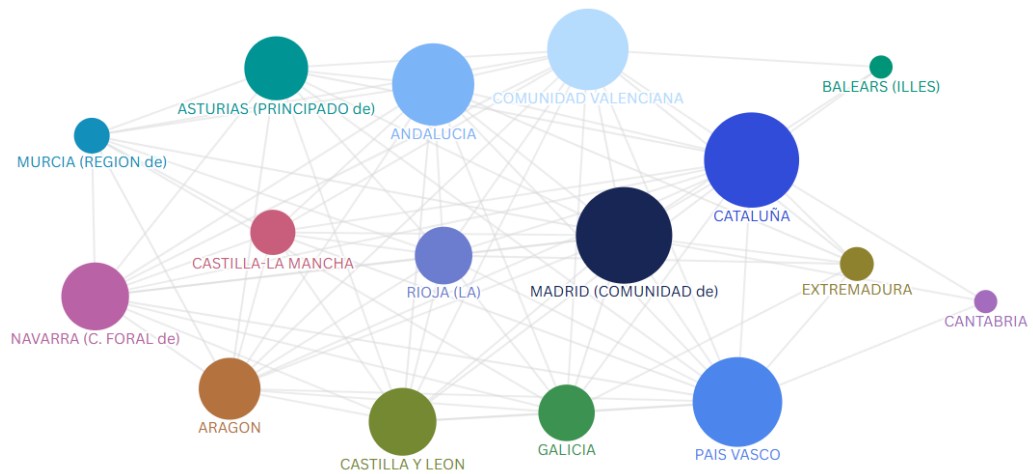 BALEARS (ILLES)
COMUNIDAD VALENCIANA
ASTURIAS (PRINCIPADO de)
ANDALUCIA
MURCIA (REGION de)
CATALUÑA
CASTILLA-LA MANCHA
RIOJA (LA)
MADRID (COMUNIDAD de)
EXTREMADURA
CANTABRIA
NAVARRA (C. FORAL de)
ARAGON
GALICIA
PAIS VASCO
CASTILLA Y LEON